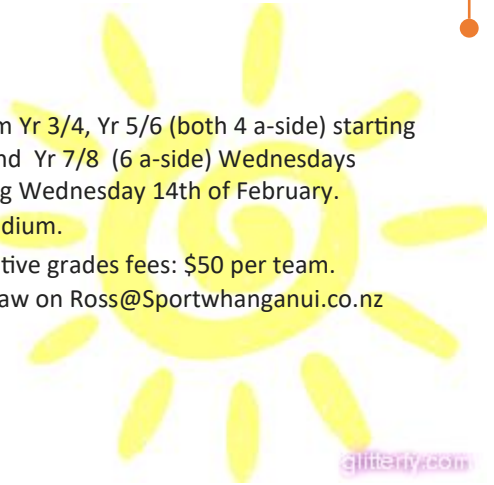 m Yr 3/4, Yr 5/6 (both 4 a-side) starting
nd Yr 7/8 (6 a-side) Wednesdays
g Wednesday 14th of February.
dium.
tive grades fees: $50 per team.
aw on Ross@Sportwhanganui.co.nz
glitterfy.com